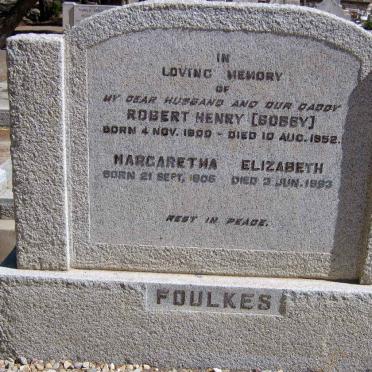 IN
LOVING MEMORY
OF
MY DEAR HUSBAND AND OUR DADDY
ROBERT HENRY [BOBBY]
BORN 4 NOV. 1900 - DIED 10 AUG. 1952.
MARGARETHA ELIZABETH
BORN 21 SEPT. 1906 DIED 2 JUN. 1993
REST IN PEACE.
FOULKES